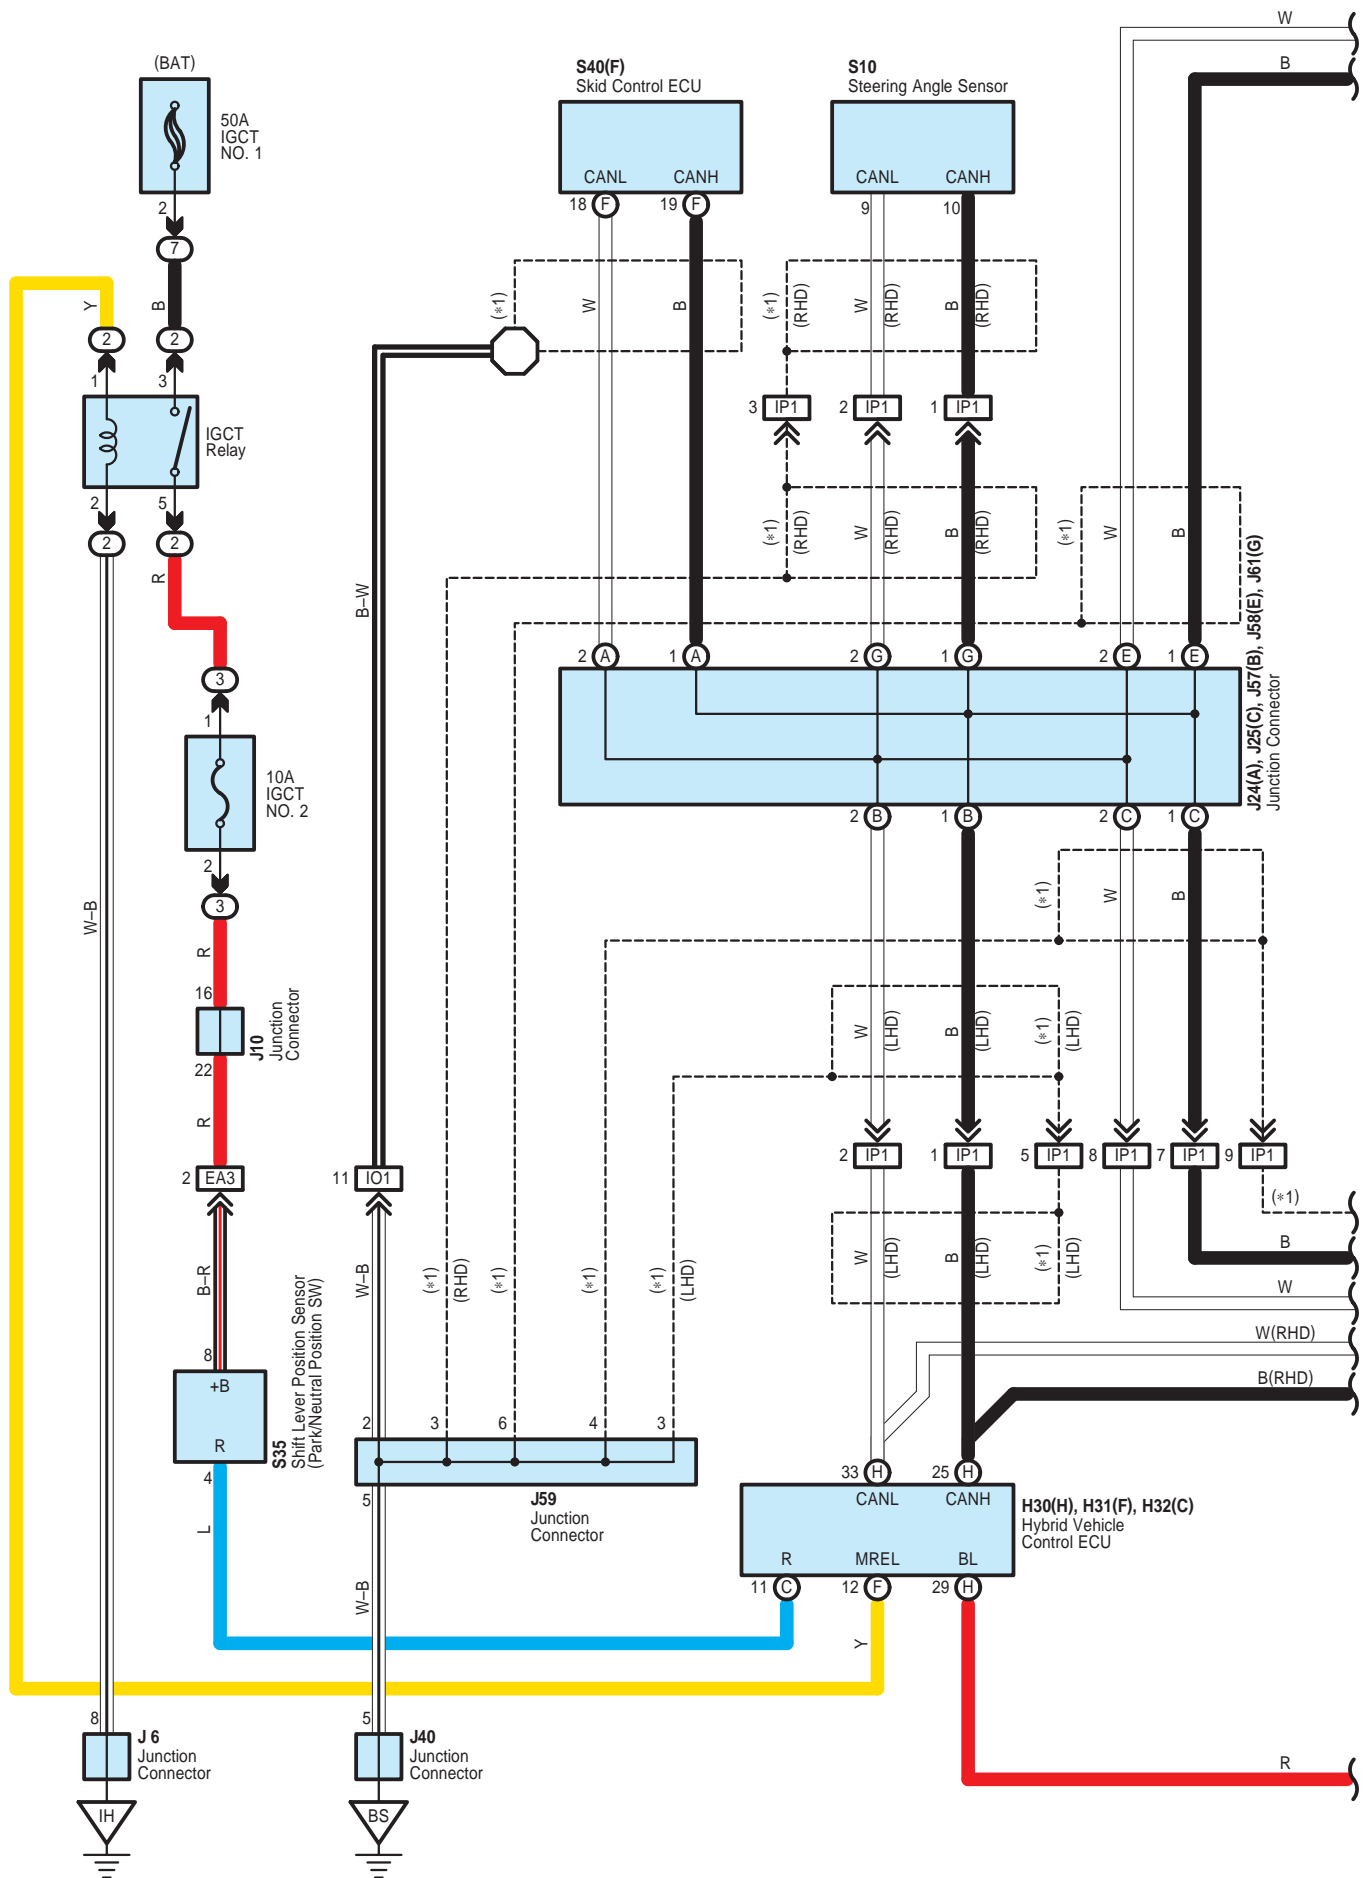 W
(BAT)
B
S40(F)
Skid Control ECU
S10
Steering Angle Sensor
50A
IGCT
NO. 1
CANL
CANH
CANL
CANH
2
18
F
19
F
9
10
7
Y
B
(*1)
W
B
(*1)
(RHD)
W
(RHD)
B
(RHD)
2
2
1
3
3
IP1
2
IP1
1
IP1
IGCT
Relay
2
5
2
2
(*1)
(RHD)
W
(RHD)
B
(RHD)
(*1)
W
B
R
B–W
2
A
1
A
2
G
1
G
2
E
1
E
3
1
J24(A), J25(C), J57(B), J58(E), J61(G)
Junction Connector
10A
IGCT
NO. 2
2
B
1
B
2
C
1
C
2
3
W–B
(*1)
W
B
R
16
J10
Junction
Connector
W
(LHD)
B
(LHD)
(*1)
(LHD)
22
R
2
EA3
11
IO1
2
IP1
1
IP1
5
IP1
8
IP1
7
IP1
9
IP1
(*1)
B
B–R
W–B
(*1)
(RHD)
(*1)
(*1)
(*1)
(LHD)
W
(LHD)
B
(LHD)
(*1)
(LHD)
W
W(RHD)
B(RHD)
8
+B
R
S35
Shift Lever Position Sensor
(Park/Neutral Position SW)
4
2
3
6
4
3
5
J59
Junction
Connector
33
H
25
H
CANL
CANH
H30(H), H31(F), H32(C)
Hybrid Vehicle
Control ECU
R
MREL
BL
L
W–B
11
C
12
F
29
H
Y
8
J 6
Junction
Connector
5
J40
Junction
Connector
R
IH
BS